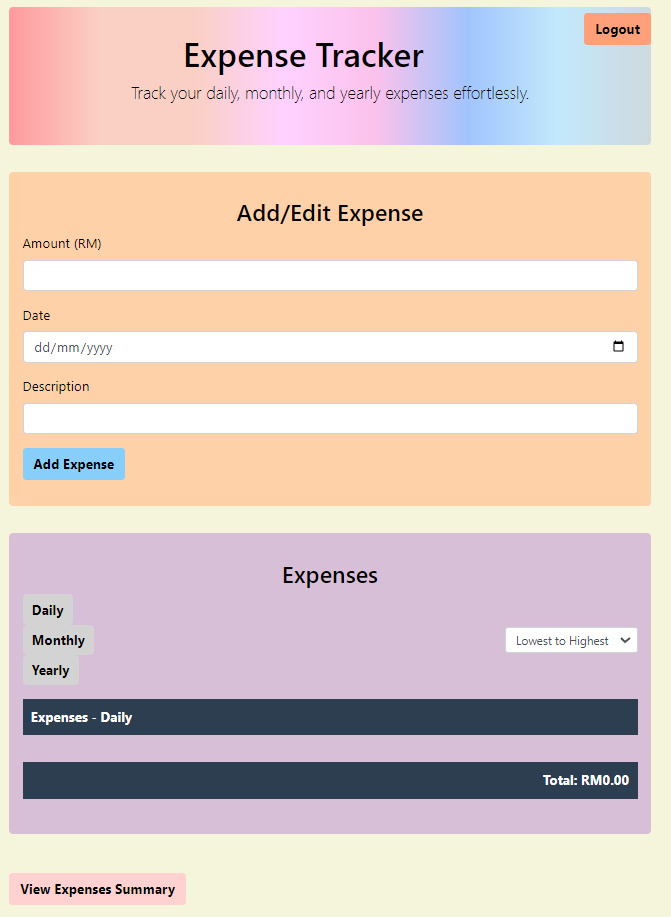 Logout
Expense Tracker
Track your daily, monthly, and yearly expenses effortlessly.
Add/Edit Expense
Amount (RM)
Date
dd/mm/yyyy
Description
Add Expense
Expenses
Daily
Monthly
Lowest to Highest
Yearly
Expenses - Daily
Total: RM0.00
View Expenses Summary